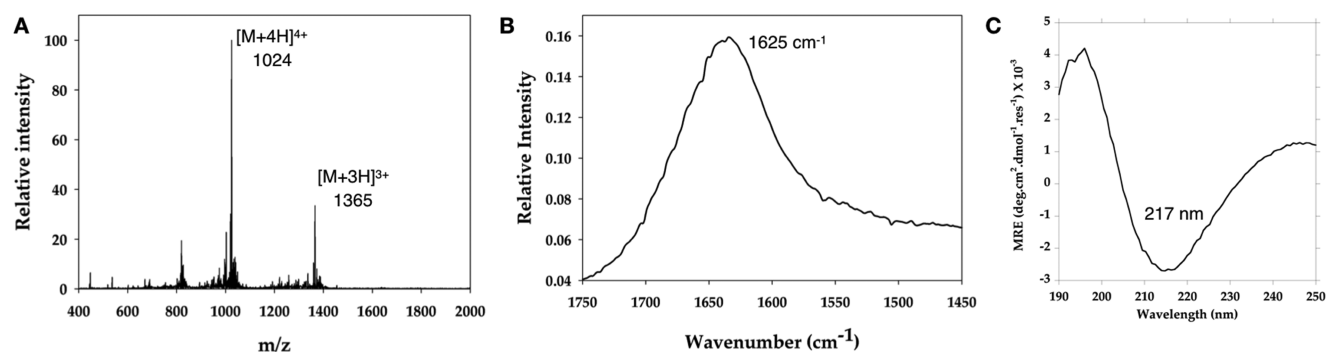 A
Relative intensity
100
80
60
40
20
0
[M+4H]4+
1024
[M+3H]3+
1365
400 600 800 1000 1200 1400 1600 1800 2000
m/z
B
Relative Intensity
0.16
0.14
0.12
0.10
0.08
0.06
0.04
1625 cm-1
1750 1700 1650 1600 1550 1500 1450
Wavenumber (cm-1)
C
MRE (deg.cm2.dmol-1.res-1) X 10-3
5
4
3
2
1
0
-1
-2
-3
217 nm
190 200 210 220 230 240 250
Wavelength (nm)